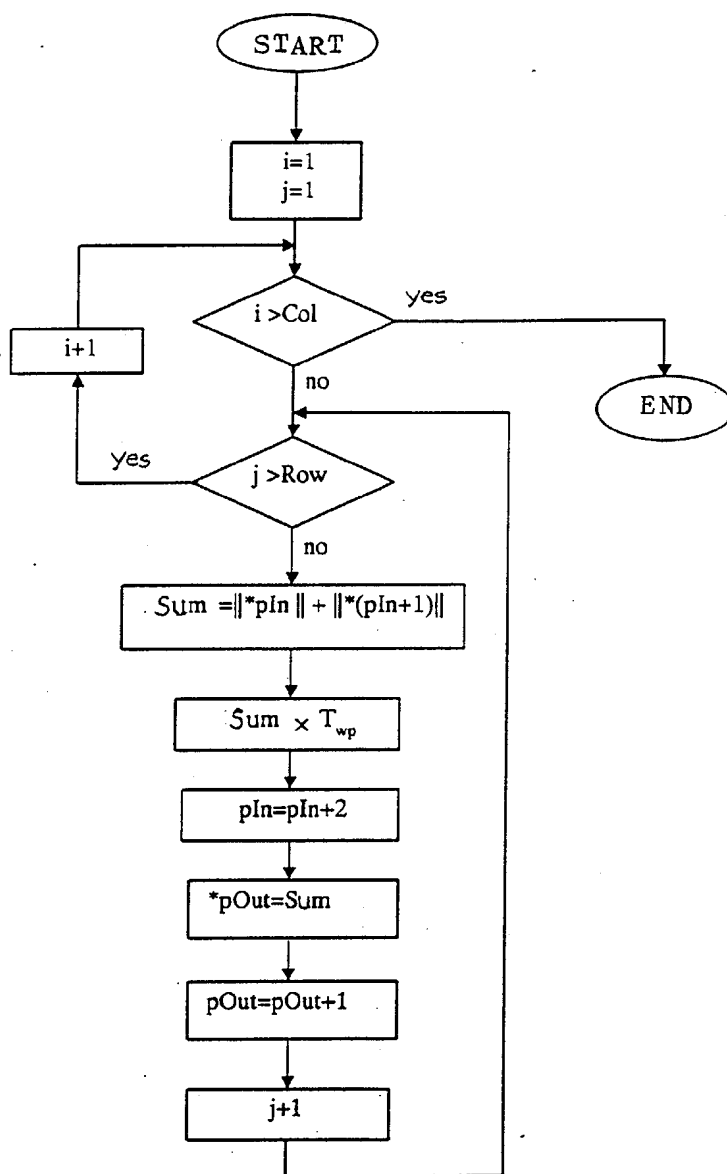 START
i=1
j=1
i >Col
yes
i+1
no
END
yes
j >Row
no
Sum =||*pIn || + ||*(pIn+1)||
Sum × T_wp
pIn=pIn+2
*pOut=Sum
pOut=pOut+1
j+1